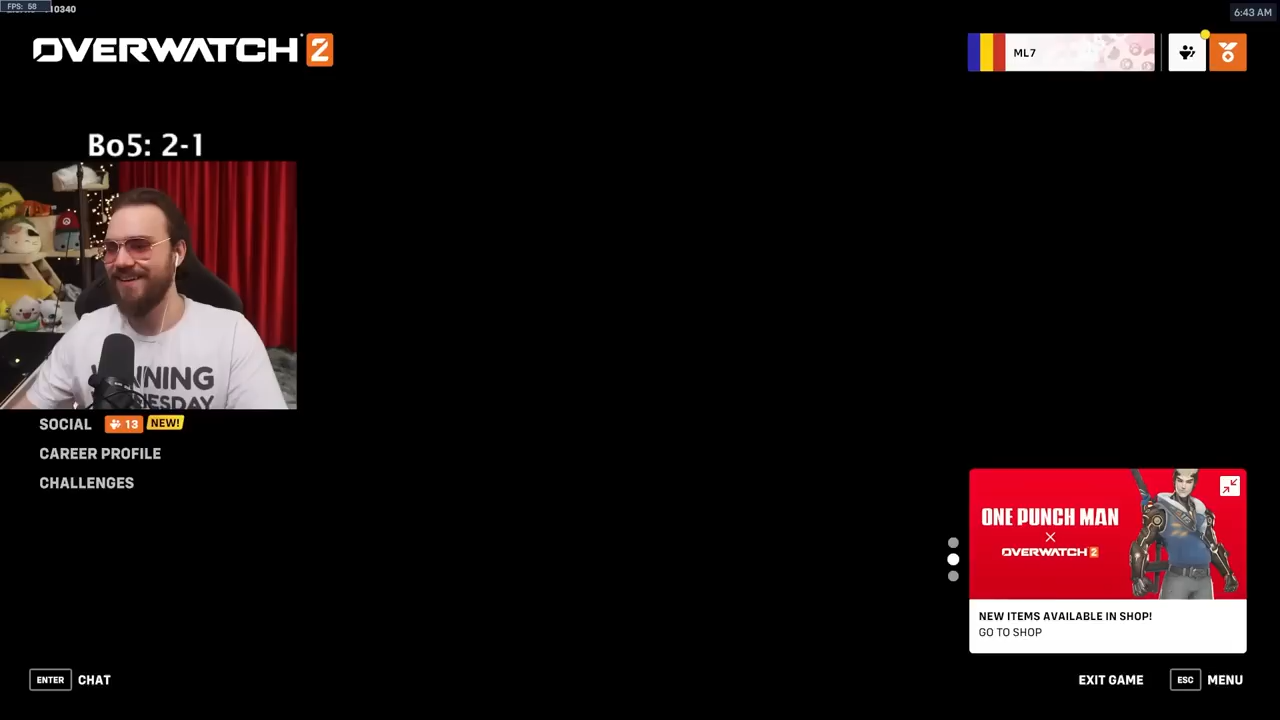 FPS: 58
10340
6:43 AM
OVERWATCH 2
ML7
Bo5: 2-1
SOCIAL 13 NEW!
CAREER PROFILE
CHALLENGES
ONE PUNCH MAN
×
OVERWATCH 2
NEW ITEMS AVAILABLE IN SHOP!
GO TO SHOP
ENTER CHAT
EXIT GAME
ESC MENU